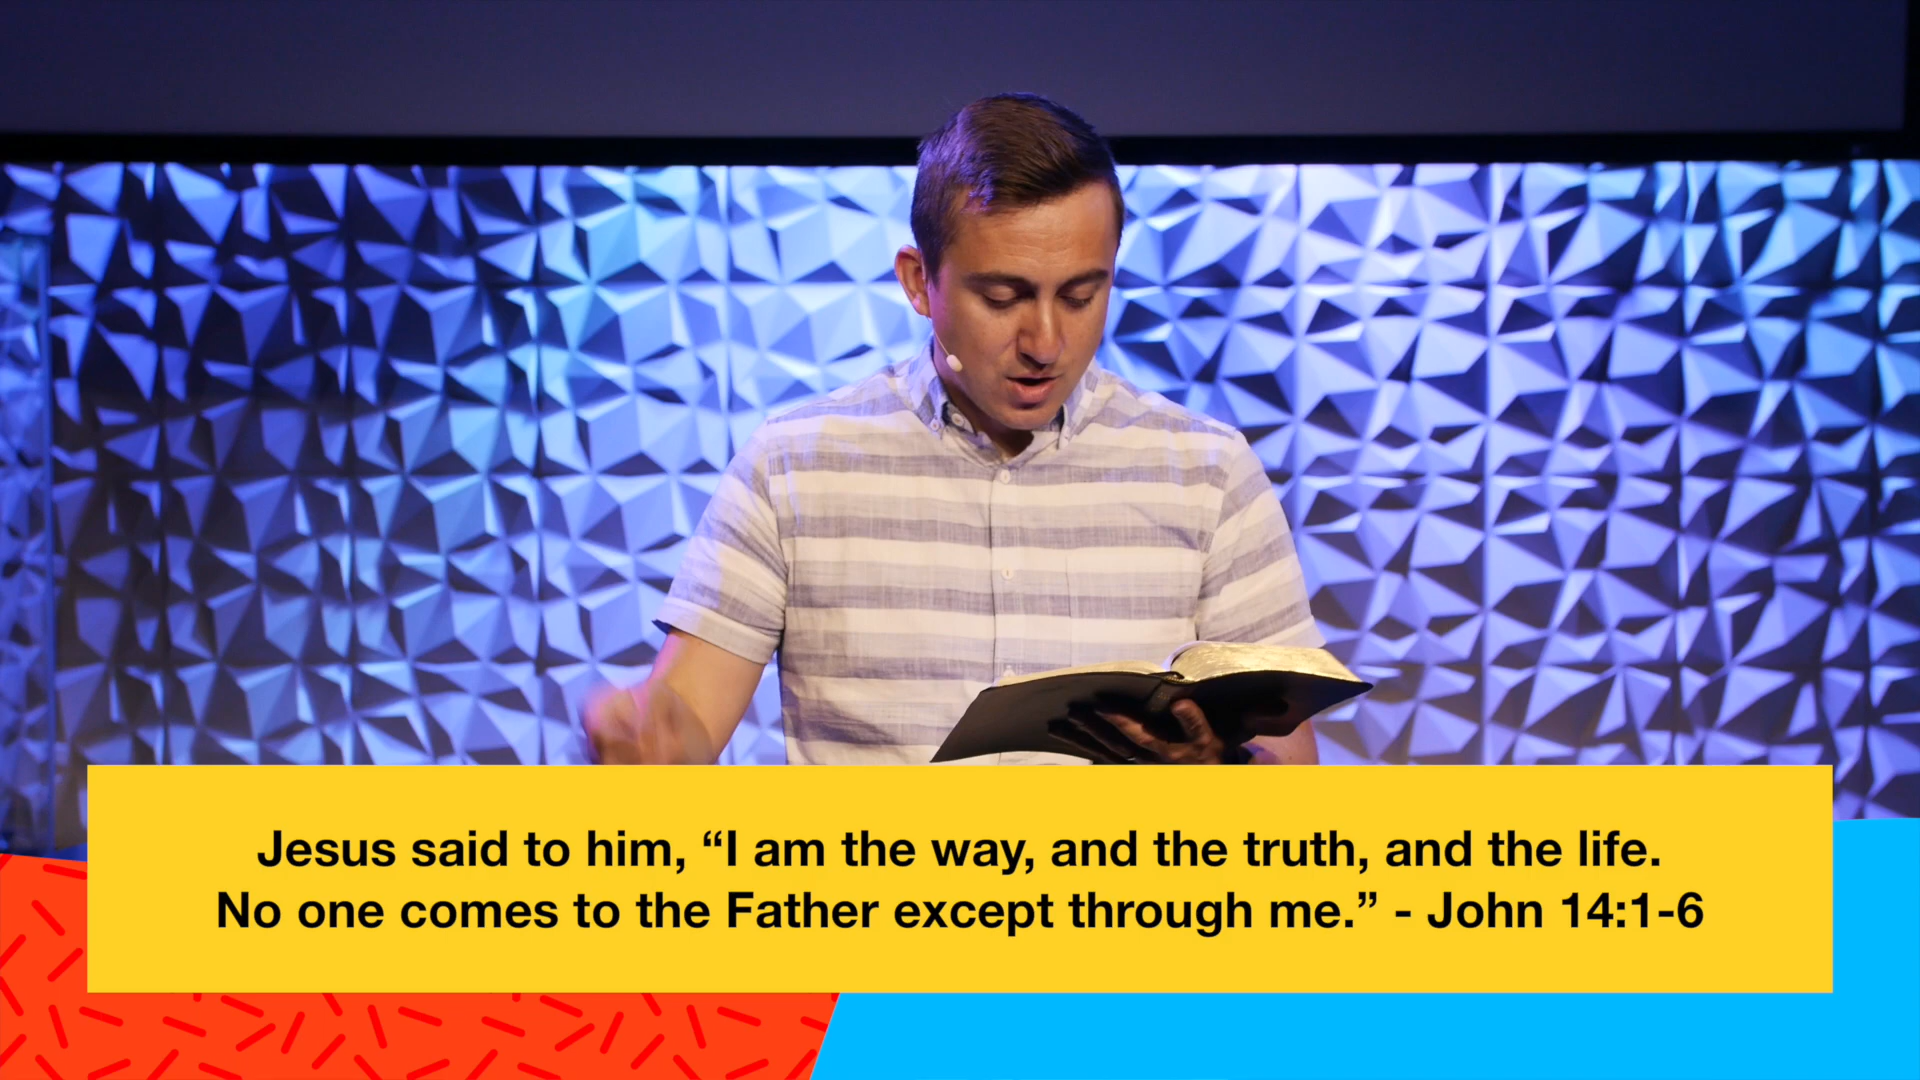 Jesus said to him, “I am the way, and the truth, and the life.
No one comes to the Father except through me.” - John 14:1-6